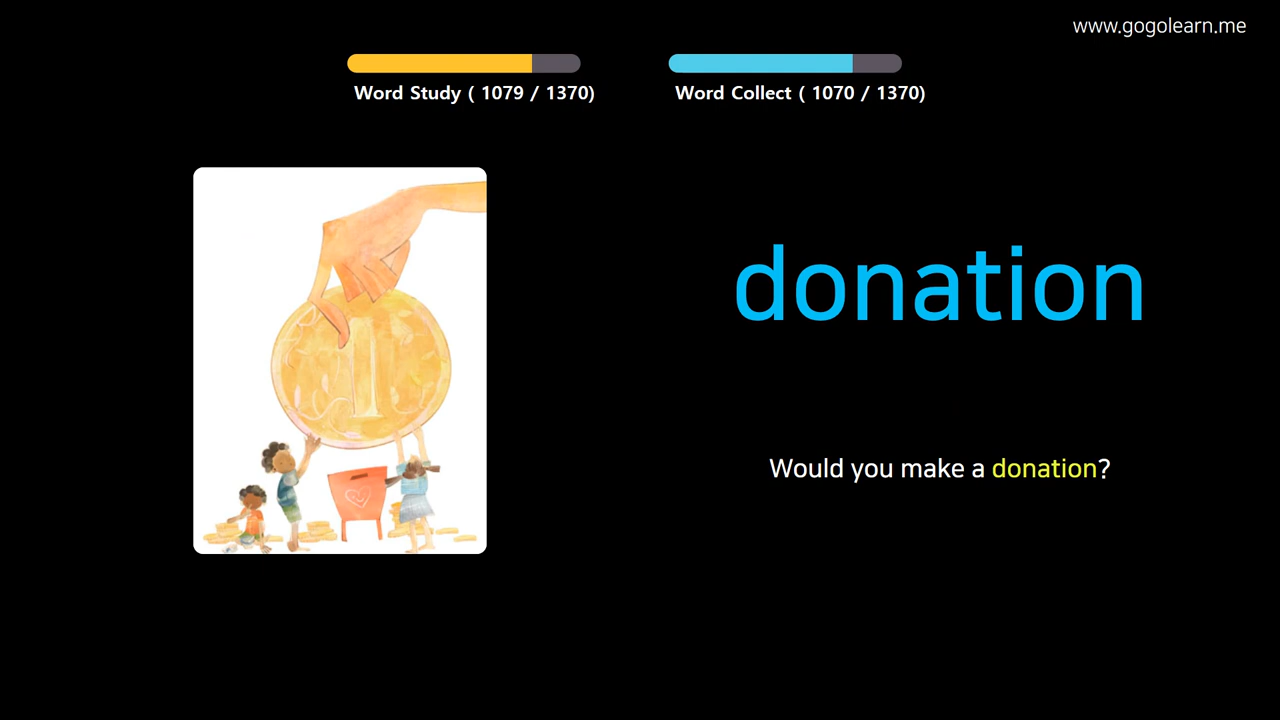 www.gogolearn.me
Word Study ( 1079 / 1370)
Word Collect ( 1070 / 1370)
donation
Would you make a donation?